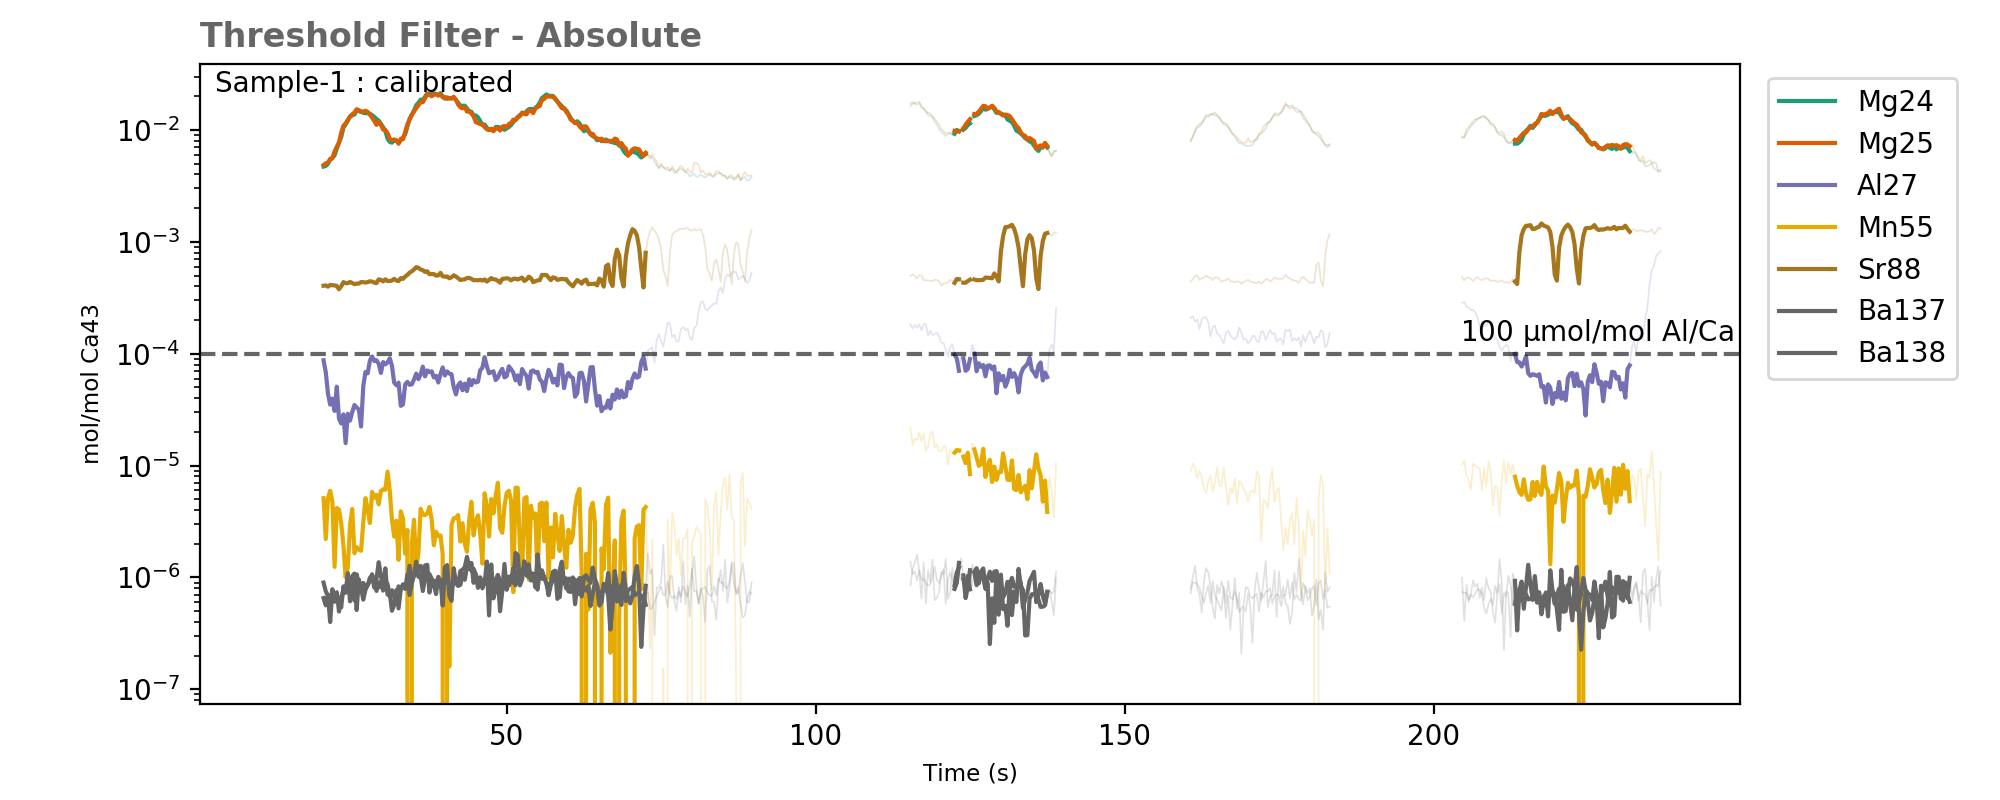 Threshold Filter - Absolute
Sample-1 : calibrated
10⁻²
10⁻³
10⁻⁴
10⁻⁵
10⁻⁶
10⁻⁷
mol/mol Ca43
100 μmol/mol Al/Ca
50
100
150
200
Time (s)
Mg24
Mg25
Al27
Mn55
Sr88
Ba137
Ba138